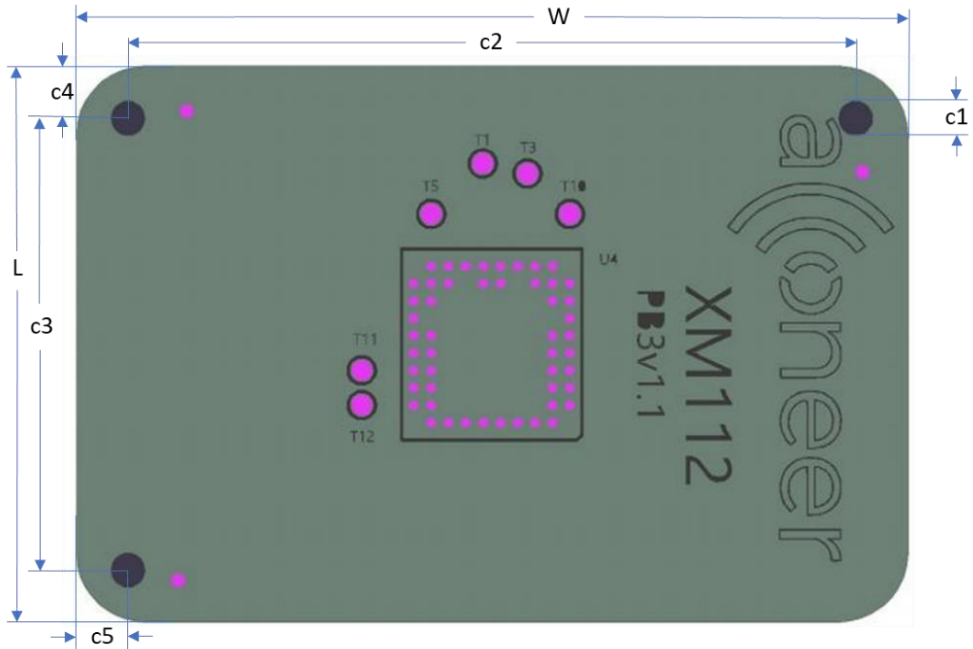 W
c2
c4
c1
T1
T3
T5
T10
U4
L
c3
T11
T12
XM112
PB3v1.1
acconeer
c5